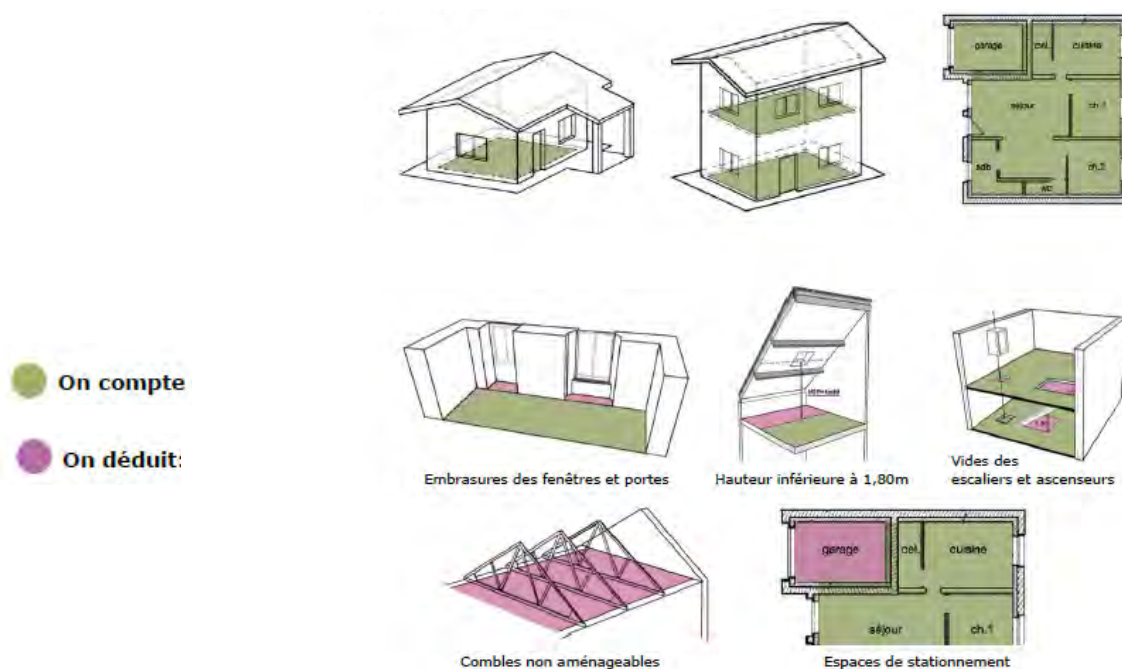 garage
cel.
cuisine
séjour
ch.1
sdb
ch.2
WC
On compte
On déduit:
Embrasures des fenêtres et portes
Hauteur inférieure à 1,80m
Vides des
escaliers et ascenseurs
garage
cel.
cuisine
séjour
ch.1
Combles non aménageables
Espaces de stationnement